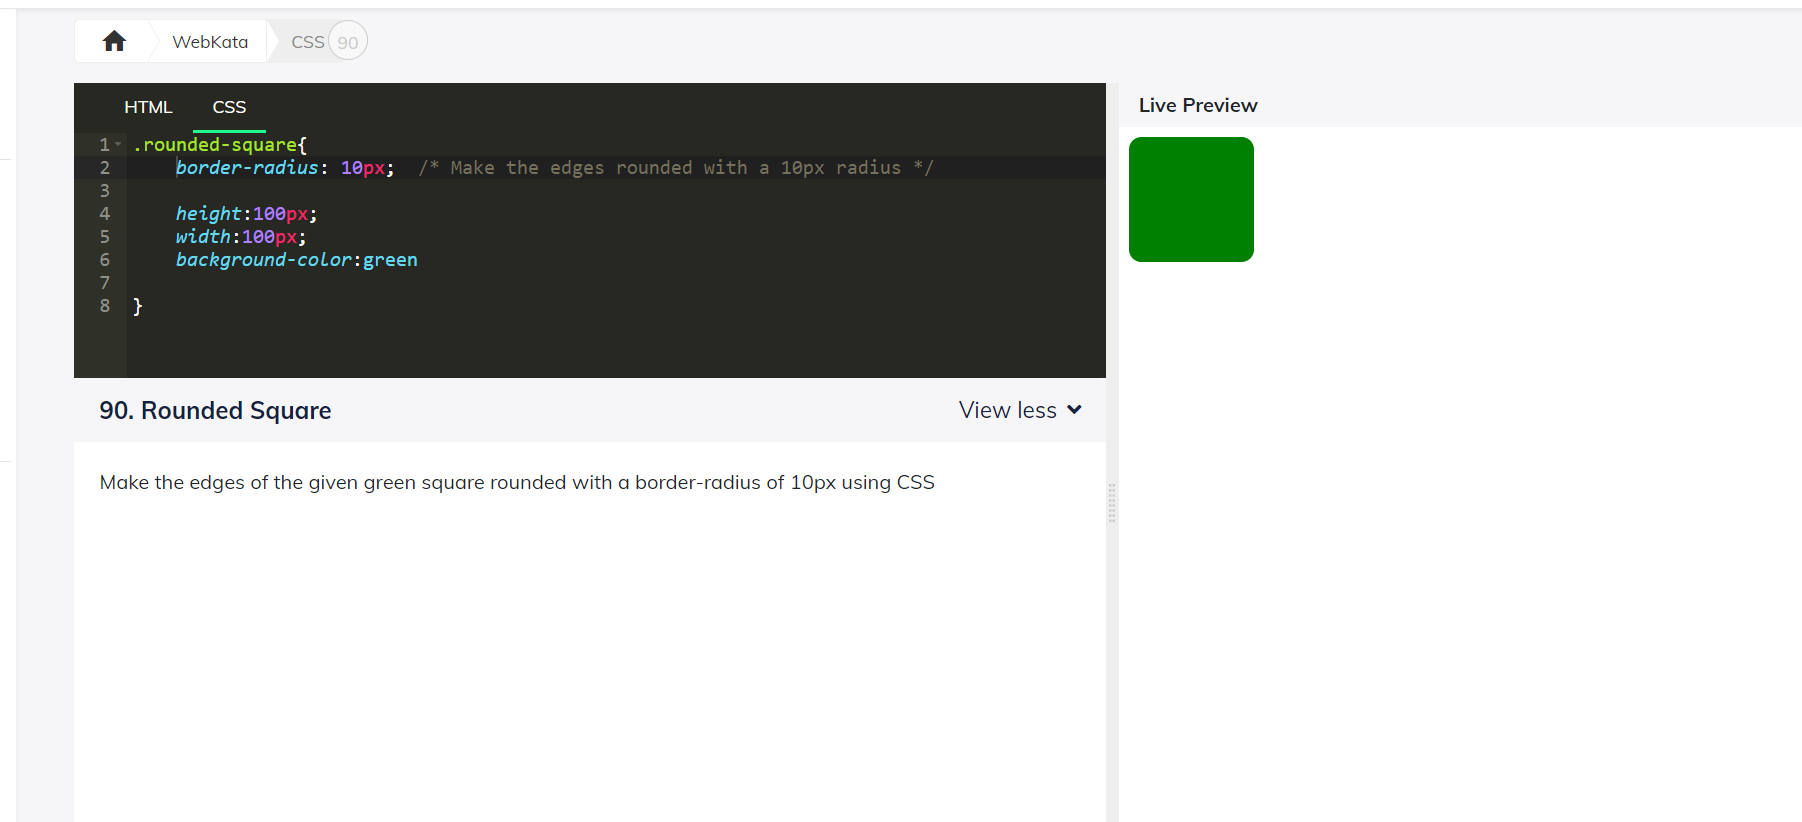 WebKata
CSS 90
HTML CSS
1 .rounded-square{
2 border-radius: 10px; /* Make the edges rounded with a 10px radius */
3
4 height:100px;
5 width:100px;
6 background-color:green
7
8 }
90. Rounded Square
View less
Make the edges of the given green square rounded with a border-radius of 10px using CSS
Live Preview